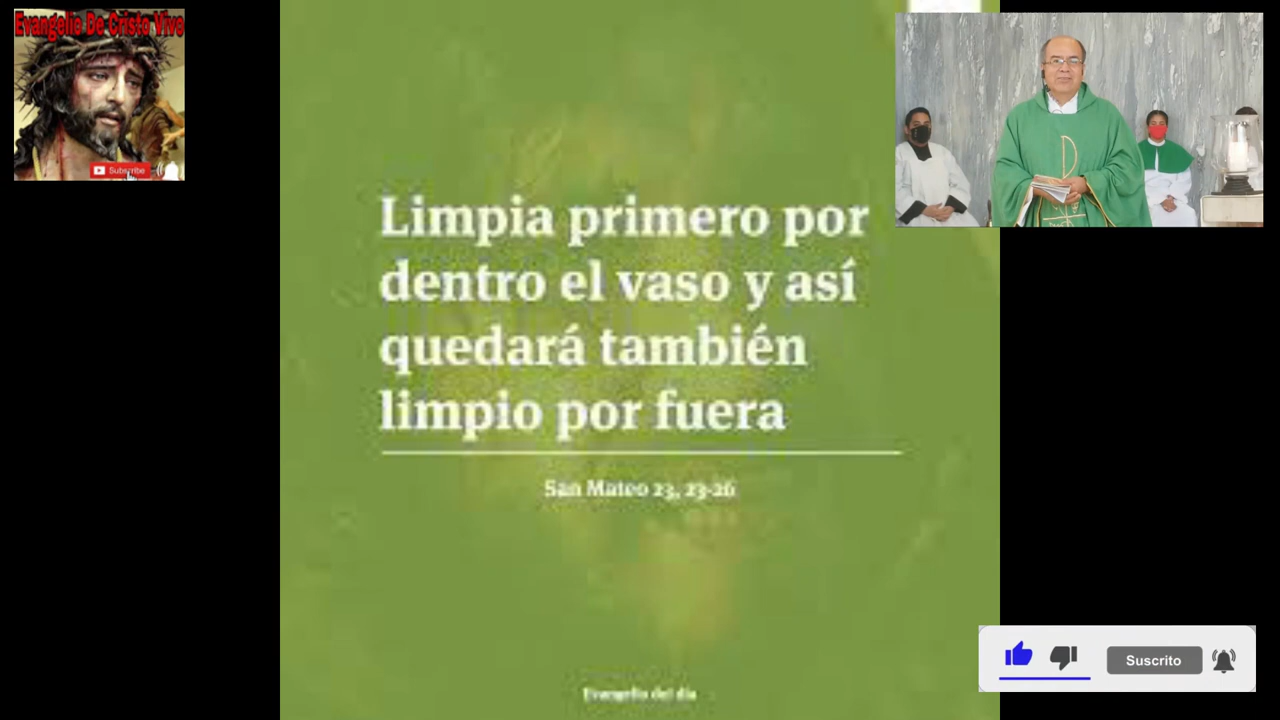 Evangelio De Cristo Vivo
Subscribe
Limpia primero por
dentro el vaso y así
quedará también
limpio por fuera
San Mateo 23, 23-26
Evangelio del día
Suscrito